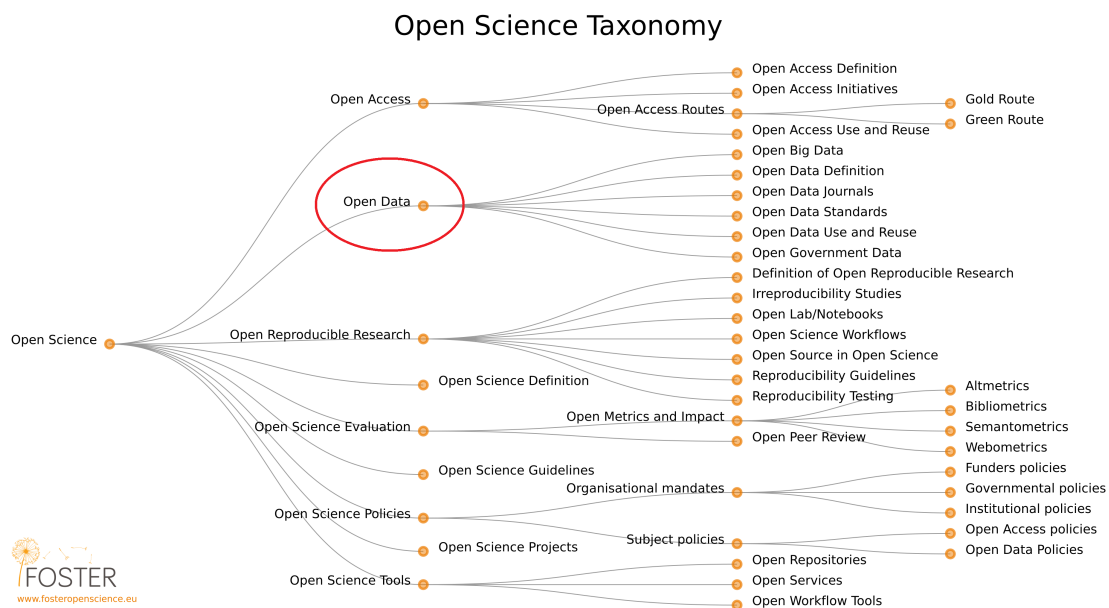 Open Science Taxonomy
Open Access Definition
Open Access Initiatives
Open Access
Open Access Routes
Gold Route
Green Route
Open Access Use and Reuse
Open Big Data
Open Data Definition
Open Data Journals
Open Data
Open Data Standards
Open Data Use and Reuse
Open Government Data
Definition of Open Reproducible Research
Irreproducibility Studies
Open Lab/Notebooks
Open Science
Open Reproducible Research
Open Science Workflows
Open Source in Open Science
Reproducibility Guidelines
Open Science Definition
Altmetrics
Reproducibility Testing
Bibliometrics
Open Metrics and Impact
Open Science Evaluation
Semantometrics
Open Peer Review
Webometrics
Open Science Guidelines
Funders policies
Organisational mandates
Governmental policies
Institutional policies
Open Science Policies
Open Access policies
Subject policies
Open Science Projects
Open Data Policies
Open Repositories
Open Science Tools
Open Services
Open Workflow Tools
FOSTER
www.fosteropenscience.eu